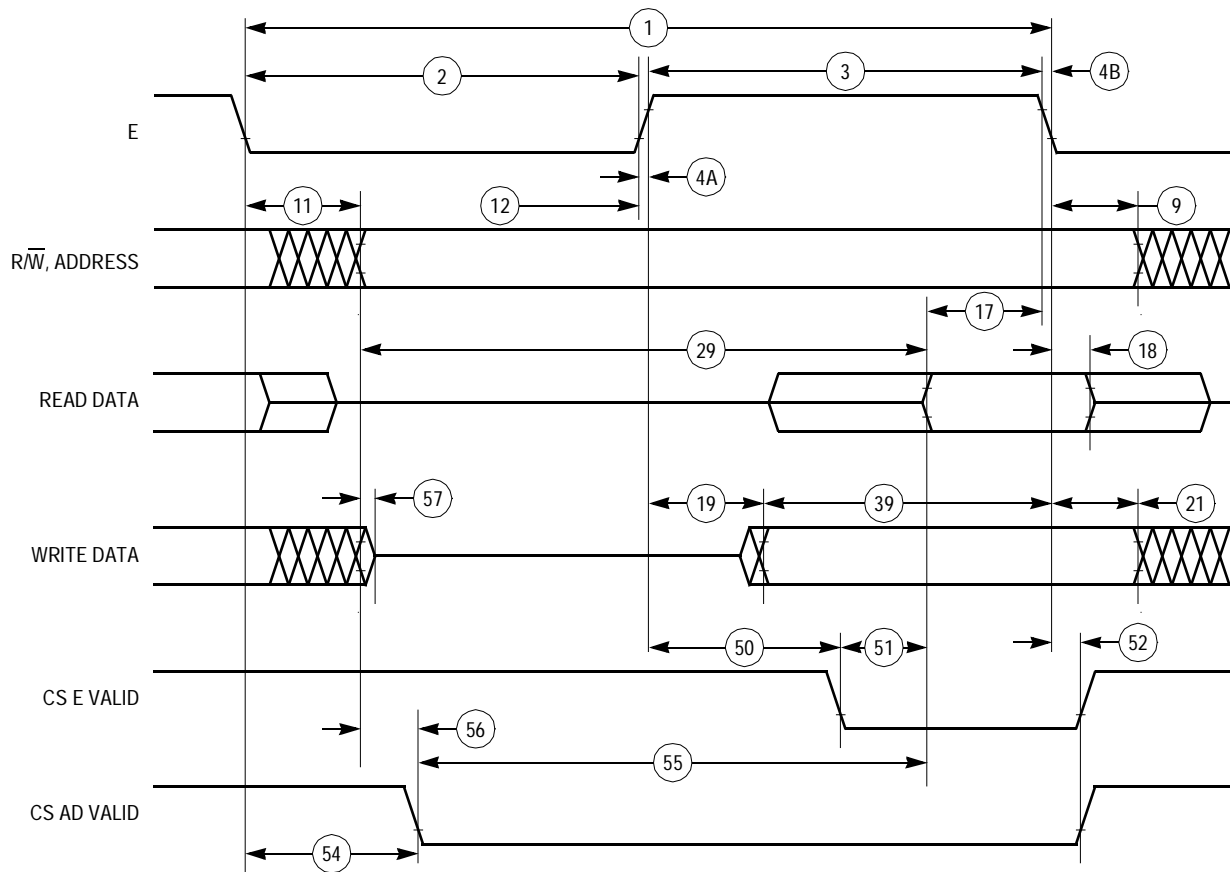 1
2
3
4B
E
4A
11
12
9
R/W̅, ADDRESS
17
29
18
READ DATA
57
19
39
21
WRITE DATA
50
51
52
CS E VALID
56
55
CS AD VALID
54